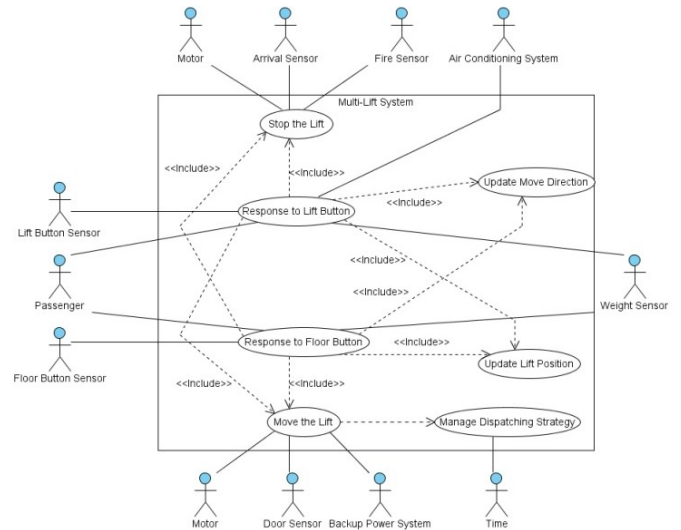 Motor
Arrival Sensor
Fire Sensor
Air Conditioning System
Multi-Lift System
Stop the Lift
<<Include>>
<<Include>>
Update Move Direction
<<Include>>
Response to Lift Button
Lift Button Sensor
<<Include>>
<<Include>>
Passenger
Weight Sensor
Response to Floor Button
<<Include>>
Update Lift Position
Floor Button Sensor
<<Include>>
<<Include>>
Move the Lift
Manage Dispatching Strategy
Motor
Door Sensor
Backup Power System
Time